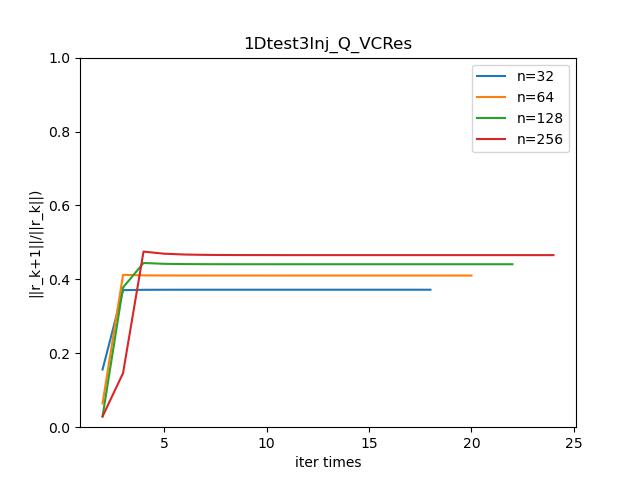 1Dtest3Inj_Q_VCRes
1.0
0.8
0.6
0.4
0.2
0.0
||r_k+1||/||r_k||)
n=32
n=64
n=128
n=256
5
10
15
20
25
iter times